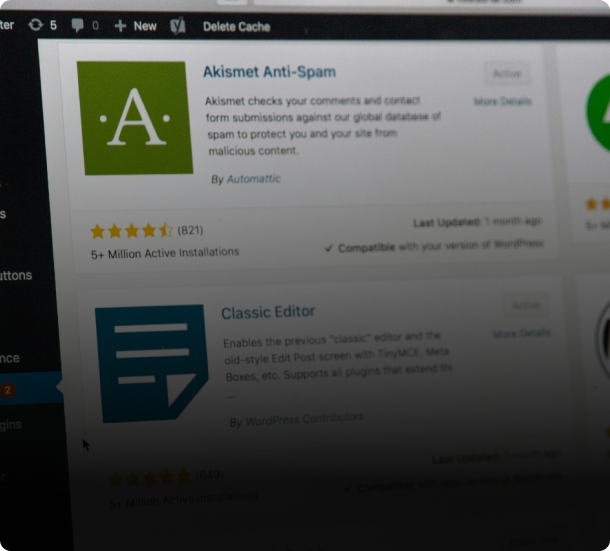 ter 5 0 + New Delete Cache
A
Akismet Anti-Spam
Active
More Details
Akismet checks your comments and contact
form submissions against our global database of
spam to protect you and your site from
malicious content.
By Automattic
(821)
Last Updated: 1 month ago
5+ Million Active Installations
✓ Compatible with your version of WordPress
s
uttons
nce
2
gins
Classic Editor
Active
More Details
Enables the previous "classic" editor and the
old-style Edit Post screen with TinyMCE, Meta
Boxes, etc. Supports all plugins that extend thi
...
By WordPress Contributors
(649)
Last Updated: 1 month ago
5+ Million Active Installations
✓ Compatible with your version of